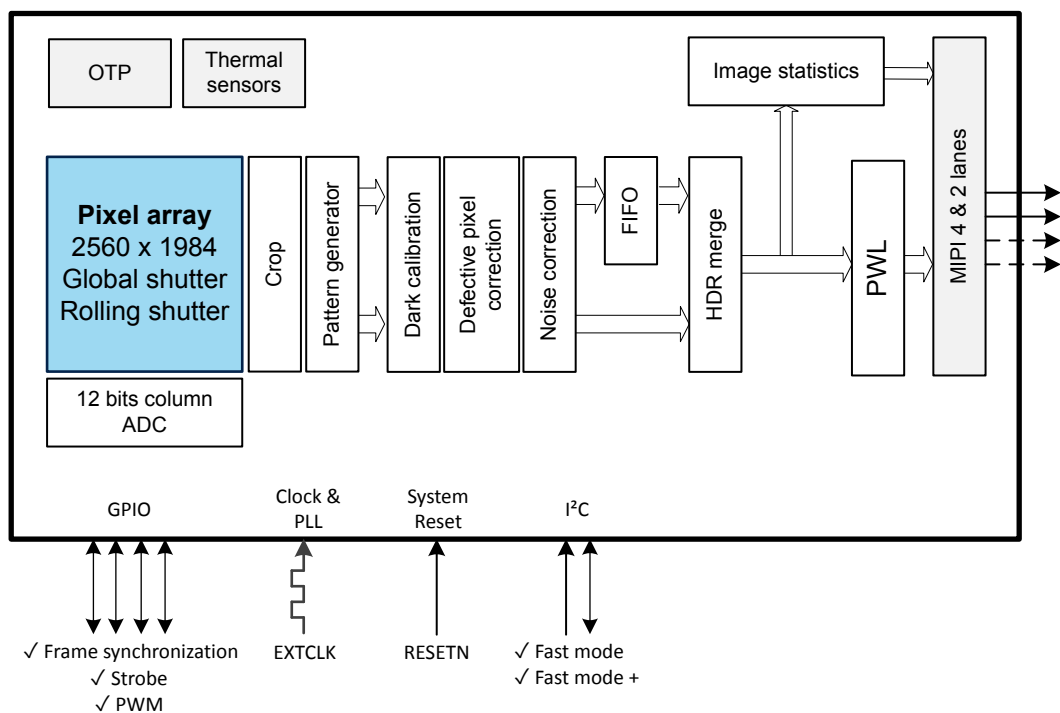 OTP
Thermal
sensors
Image statistics
Pixel array
2560 x 1984
Global shutter
Rolling shutter
Crop
Pattern generator
Dark calibration
Defective pixel
correction
Noise correction
FIFO
HDR merge
PWL
MIPI 4 & 2 lanes
12 bits column
ADC
GPIO
Clock &
PLL
System
Reset
I²C
✓ Frame synchronization
✓ Strobe
✓ PWM
EXTCLK
RESETN
✓ Fast mode
✓ Fast mode +